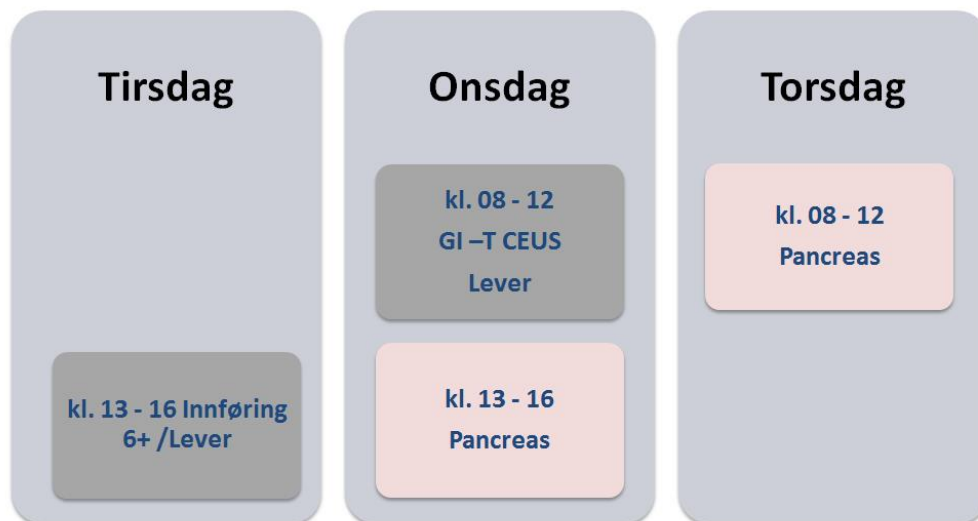 Tirsdag
kl. 13 - 16 Innføring
6+ /Lever
Onsdag
kl. 08 - 12
GI –T CEUS
Lever
kl. 13 - 16
Pancreas
Torsdag
kl. 08 - 12
Pancreas